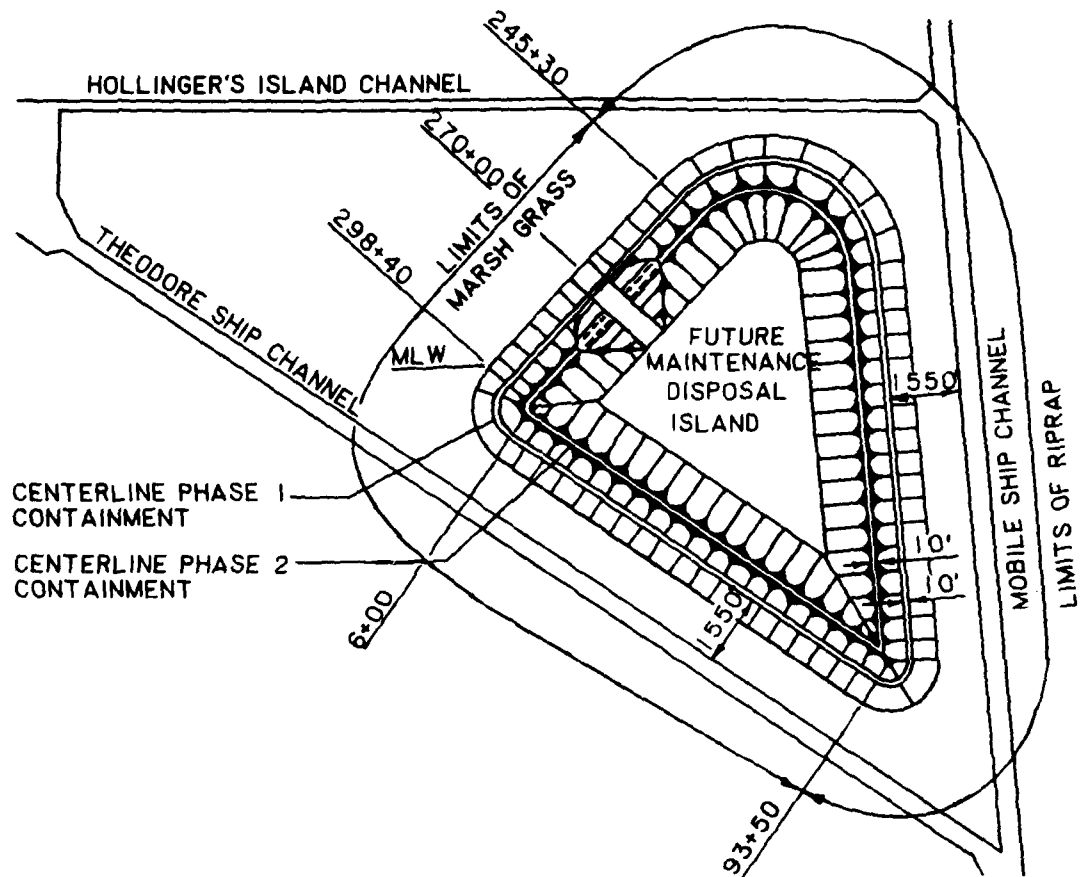 245+30
HOLLINGER'S ISLAND CHANNEL
270+00
LIMITS OF
MARSH GRASS
298+40
THEODORE SHIP CHANNEL
MLW
FUTURE
MAINTENANCE
DISPOSAL
ISLAND
1550'
MOBILE SHIP CHANNEL
LIMITS OF RIPRAP
CENTERLINE PHASE 1
CONTAINMENT
CENTERLINE PHASE 2
CONTAINMENT
10'
10'
6+00
1550'
93+50